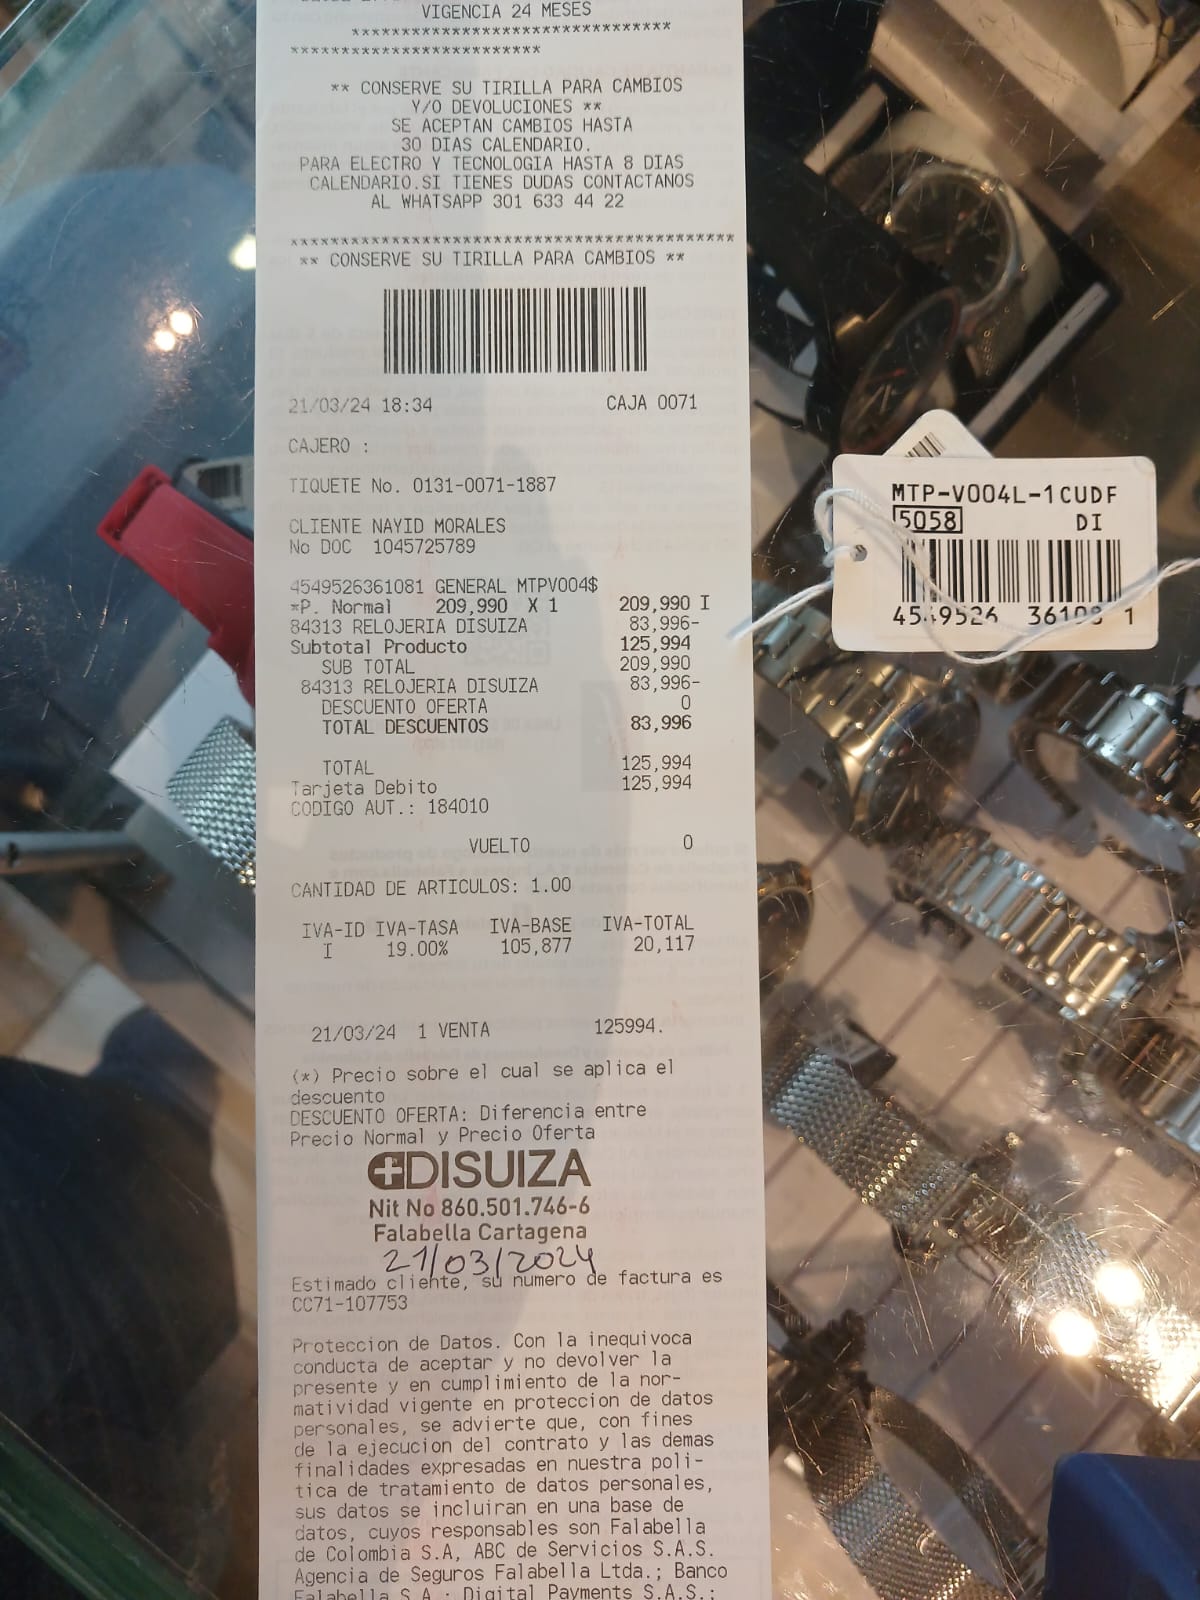 VIGENCIA 24 MESES
*******************************
*************************
** CONSERVE SU TIRILLA PARA CAMBIOS
Y/O DEVOLUCIONES **
SE ACEPTAN CAMBIOS HASTA
30 DIAS CALENDARIO.
PARA ELECTRO Y TECNOLOGIA HASTA 8 DIAS
CALENDARIO.SI TIENES DUDAS CONTACTANOS
AL WHATSAPP 301 633 44 22
********************************************
** CONSERVE SU TIRILLA PARA CAMBIOS **
21/03/24 18:34 CAJA 0071
CAJERO :
TIQUETE No. 0131-0071-1887
CLIENTE NAYID MORALES
No DOC 1045725789
4549526361081 GENERAL MTPV004$
*P. Normal 209,990 X 1 209,990 I
84313 RELOJERIA DISUIZA 83,996-
Subtotal Producto 125,994
SUB TOTAL 209,990
84313 RELOJERIA DISUIZA 83,996-
DESCUENTO OFERTA 0
TOTAL DESCUENTOS 83,996
TOTAL 125,994
Tarjeta Debito 125,994
CODIGO AUT.: 184010
VUELTO 0
CANTIDAD DE ARTICULOS: 1.00
IVA-ID IVA-TASA IVA-BASE IVA-TOTAL
I 19.00% 105,877 20,117
21/03/24 1 VENTA 125994.
(*) Precio sobre el cual se aplica el
descuento
DESCUENTO OFERTA: Diferencia entre
Precio Normal y Precio Oferta
DISUIZA
Nit No 860.501.746-6
Falabella Cartagena
21/03/2024
Estimado cliente, su numero de factura es
CC71-107753
Proteccion de Datos. Con la inequivoca
conducta de aceptar y no devolver la
presente y en cumplimiento de la nor-
matividad vigente en proteccion de datos
personales, se advierte que, con fines
de la ejecucion del contrato y las demas
finalidades expresadas en nuestra poli-
tica de tratamiento de datos personales,
sus datos se incluiran en una base de
datos, cuyos responsables son Falabella
de Colombia S.A, ABC de Servicios S.A.S.
Agencia de Seguros Falabella Ltda.; Banco
Falabella S.A.; Digital Payments S.A.S.;
MTP-V004L-1CUDF
5058 DI
4549526 36108 1